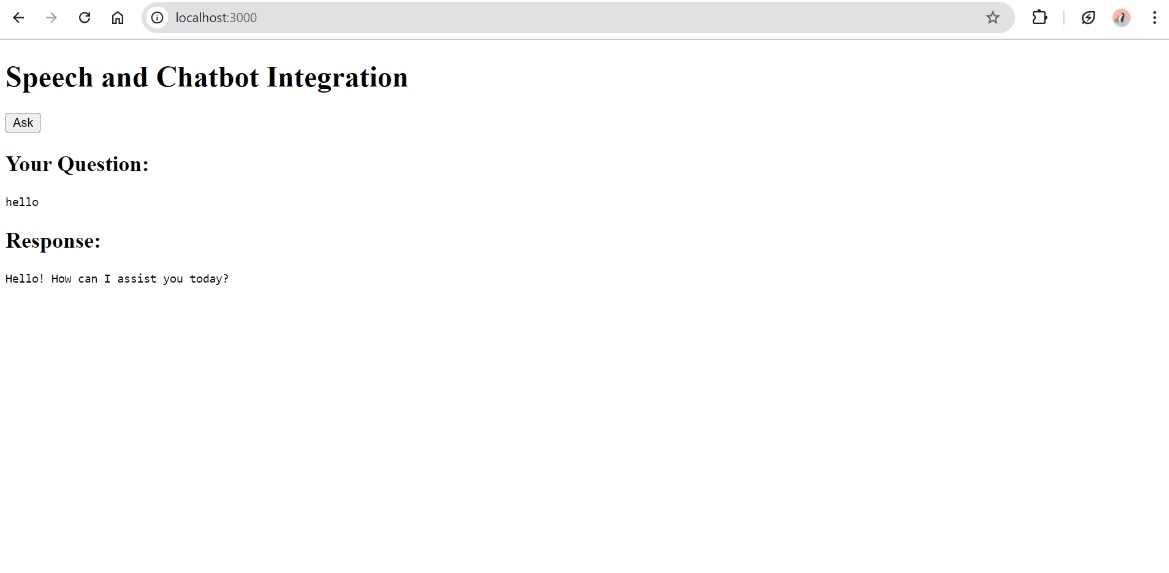 localhost:3000
Speech and Chatbot Integration
Ask
Your Question:
hello
Response:
Hello! How can I assist you today?